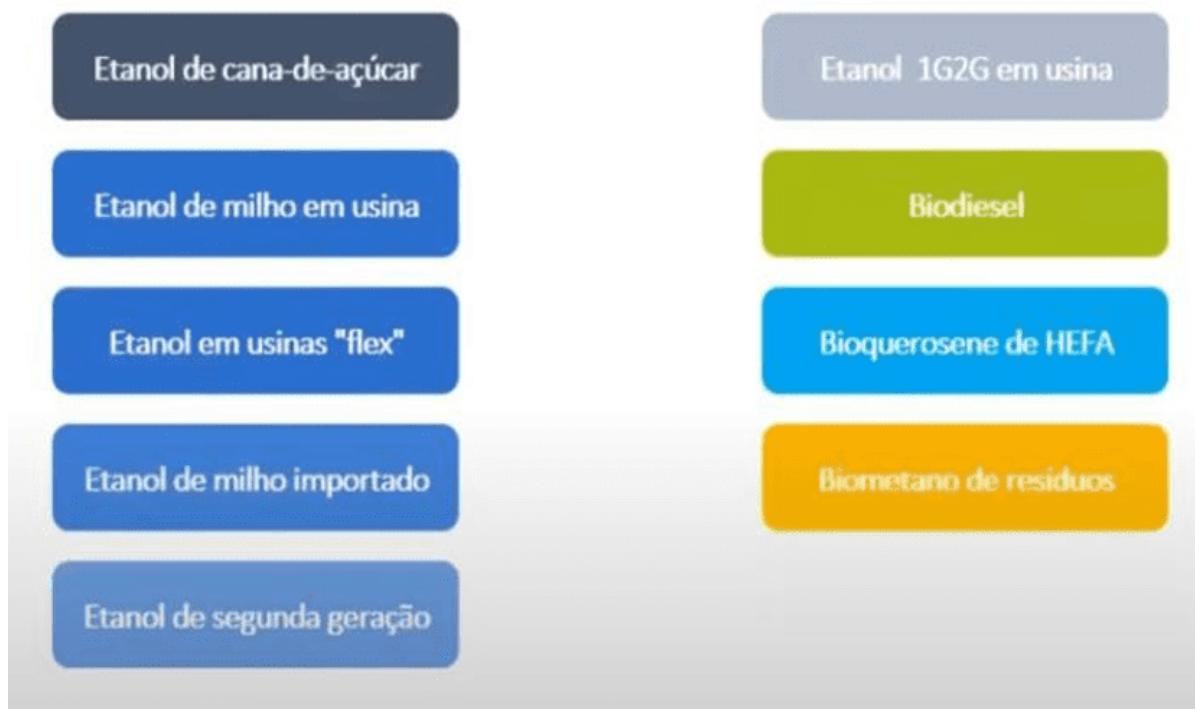 Etanol de cana-de-açúcar
Etanol de milho em usina
Etanol em usinas "flex"
Etanol de milho importado
Etanol de segunda geração
Etanol 1G2G em usina
Biodiesel
Bioquerosene de HEFA
Biometano de resíduos